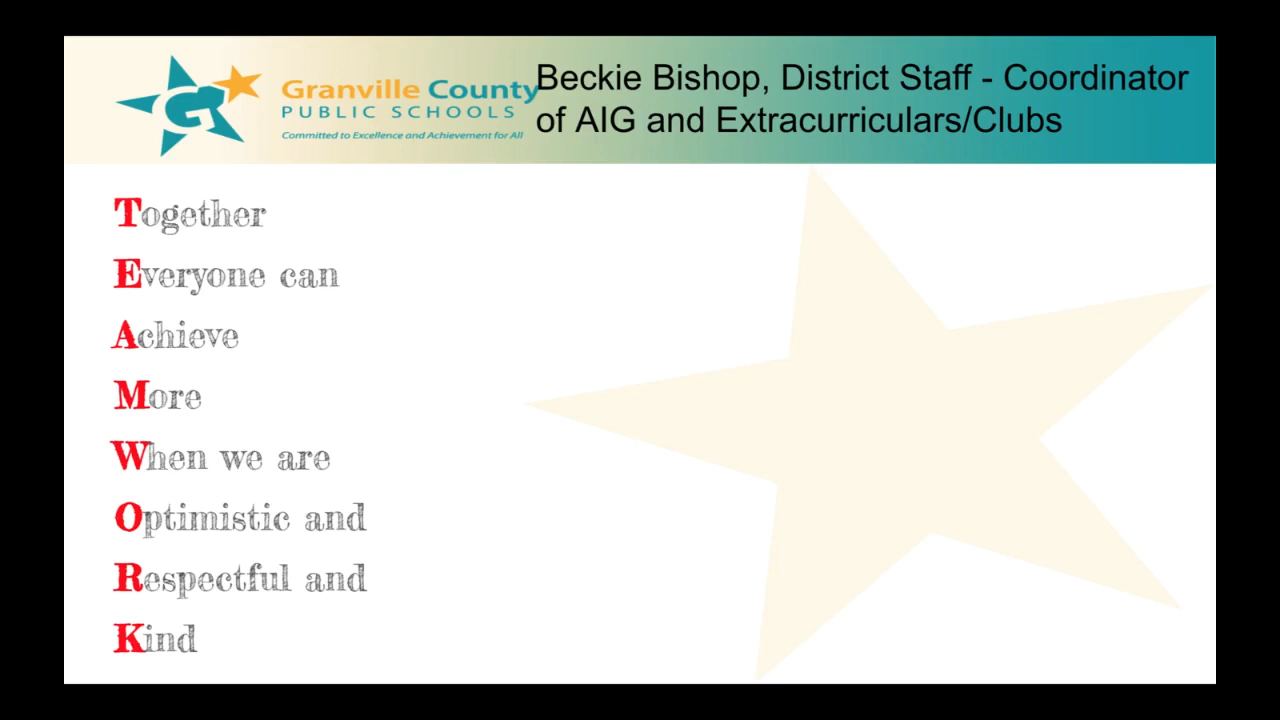 Granville County
PUBLIC SCHOOLS
Committed to Excellence and Achievement for All
Beckie Bishop, District Staff - Coordinator
of AIG and Extracurriculars/Clubs
Together
Everyone can
Achieve
More
When we are
Optimistic and
Respectful and
Kind